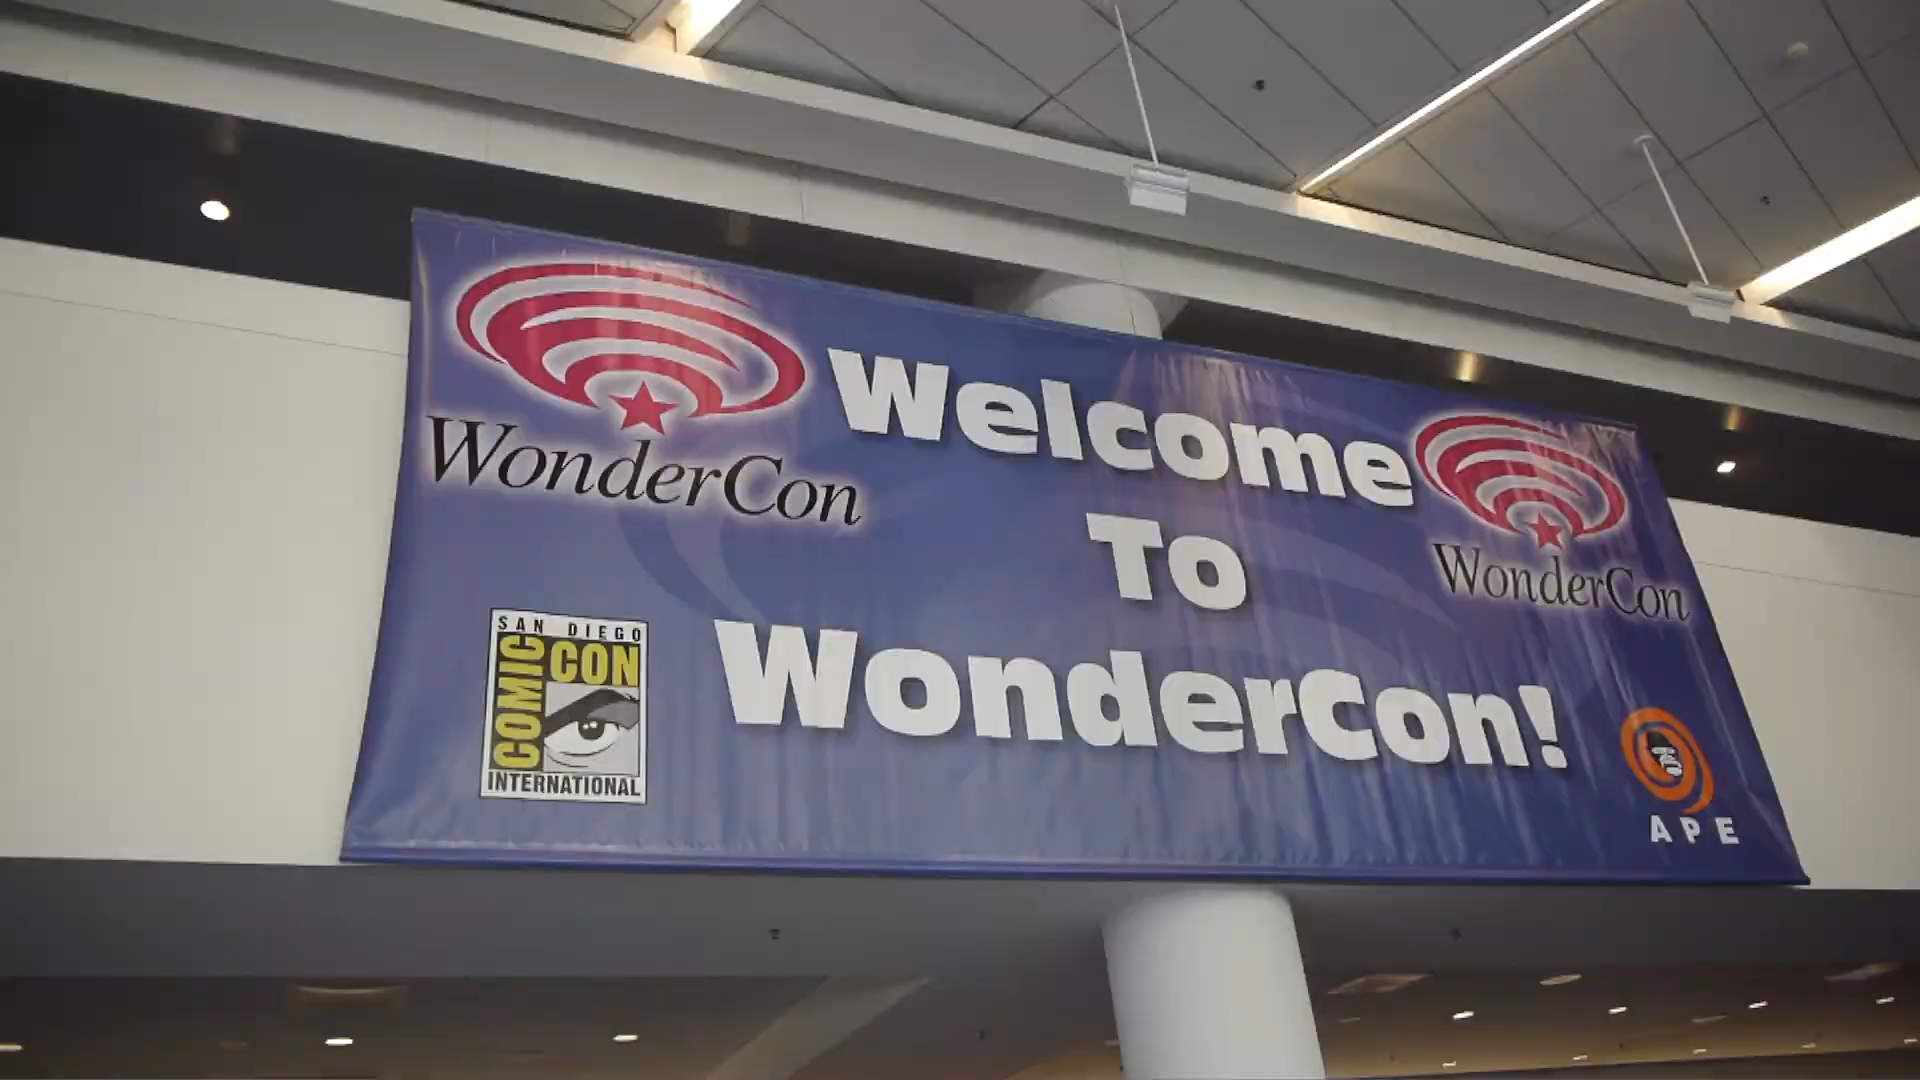 WonderCon
Welcome
To
WonderCon!
WonderCon
SAN DIEGO
COMIC
CON
INTERNATIONAL
APE